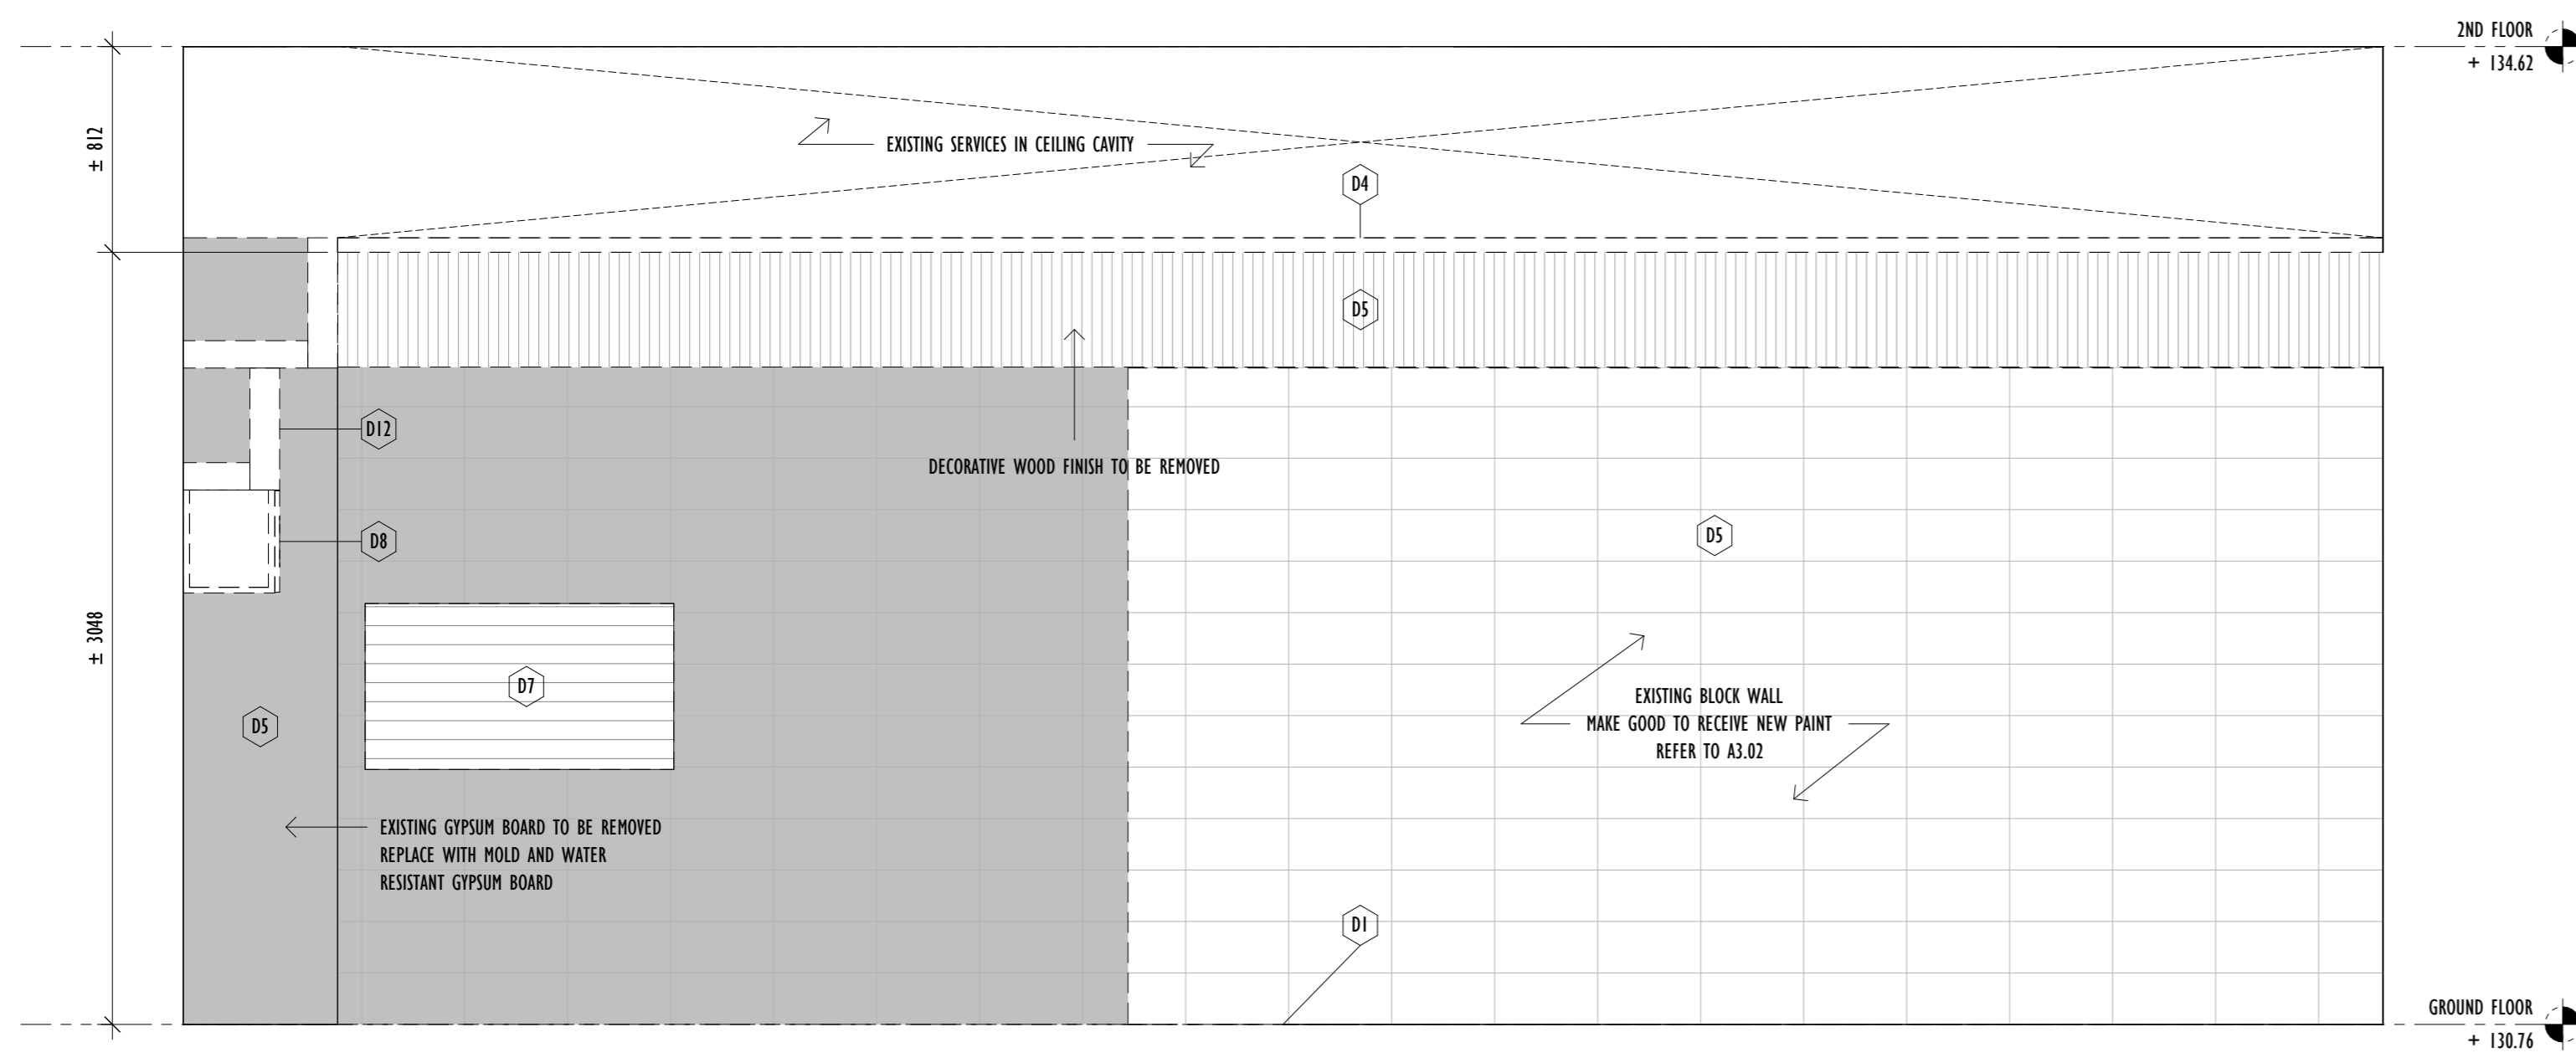 2ND FLOOR
+ 134.62
± 812
EXISTING SERVICES IN CEILING CAVITY
D4
D5
D12
DECORATIVE WOOD FINISH TO BE REMOVED
D8
D5
± 3048
D7
D5
EXISTING BLOCK WALL
MAKE GOOD TO RECEIVE NEW PAINT
REFER TO A3.02
EXISTING GYPSUM BOARD TO BE REMOVED
REPLACE WITH MOLD AND WATER
RESISTANT GYPSUM BOARD
D1
GROUND FLOOR
+ 130.76